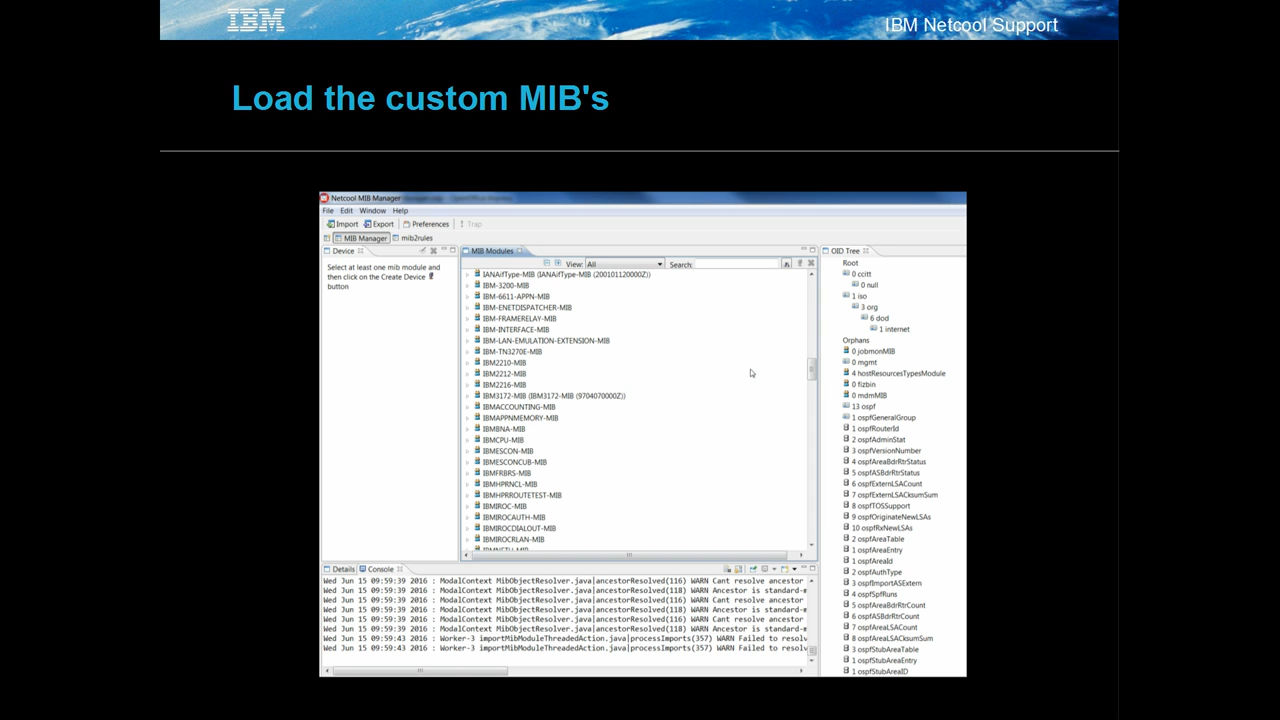 IBM
IBM Netcool Support
Load the custom MIB's
Netcool MIB Manager
File Edit Window Help
Import Export Preferences Trap
MIB Manager mib2rules
Device
Select at least one mib module and
then click on the Create Device
button
MIB Modules
View: All Search:
IANAifType-MIB (IANAifType-MIB (200101120000Z))
IBM-3200-MIB
IBM-6611-APPN-MIB
IBM-ENETDISPATCHER-MIB
IBM-FRAMERELAY-MIB
IBM-INTERFACE-MIB
IBM-LAN-EMULATION-EXTENSION-MIB
IBM-TN3270E-MIB
IBM2210-MIB
IBM2212-MIB
IBM2216-MIB
IBM3172-MIB (IBM3172-MIB (9704070000Z))
IBMACCOUNTING-MIB
IBMAPPNMEMORY-MIB
IBMBNA-MIB
IBMCPU-MIB
IBMESCON-MIB
IBMESCONCUB-MIB
IBMFRBRS-MIB
IBMHPRNCL-MIB
IBMHPRROUTETEST-MIB
IBMIROC-MIB
IBMIROCAUTH-MIB
IBMIROCDIALOUT-MIB
IBMIROCRLAN-MIB
OID Tree
Root
0 ccitt
0 null
1 iso
3 org
6 dod
1 internet
Orphans
0 jobmonMIB
0 mgmt
4 hostResourcesTypesModule
0 fizbin
0 mdmMIB
13 ospf
1 ospfGeneralGroup
1 ospfRouterId
2 ospfAdminStat
3 ospfVersionNumber
4 ospfAreaBdrRtrStatus
5 ospfASBdrRtrStatus
6 ospfExternLSACount
7 ospfExternLSACksumSum
8 ospfTOSSupport
9 ospfOriginateNewLSAs
10 ospfRxNewLSAs
2 ospfAreaTable
1 ospfAreaEntry
1 ospfAreaId
2 ospfAuthType
3 ospfImportASExtern
4 ospfSpfRuns
5 ospfAreaBdrRtrCount
6 ospfASBdrRtrCount
7 ospfAreaLSACount
8 ospfAreaLSACksumSum
3 ospfStubAreaTable
1 ospfStubAreaEntry
1 ospfStubAreaID
Details Console
Wed Jun 15 09:59:39 2016 : ModalContext MibObjectResolver.java|ancestorResolved(116) WARN Cant resolve ancestor
Wed Jun 15 09:59:39 2016 : ModalContext MibObjectResolver.java|ancestorResolved(118) WARN Ancestor is standard-m
Wed Jun 15 09:59:39 2016 : ModalContext MibObjectResolver.java|ancestorResolved(116) WARN Cant resolve ancestor
Wed Jun 15 09:59:39 2016 : ModalContext MibObjectResolver.java|ancestorResolved(118) WARN Ancestor is standard-m
Wed Jun 15 09:59:39 2016 : ModalContext MibObjectResolver.java|ancestorResolved(116) WARN Cant resolve ancestor
Wed Jun 15 09:59:39 2016 : ModalContext MibObjectResolver.java|ancestorResolved(118) WARN Ancestor is standard-m
Wed Jun 15 09:59:43 2016 : Worker-3 importMibModuleThreadedAction.java|processImports(357) WARN Failed to resolv
Wed Jun 15 09:59:43 2016 : Worker-3 importMibModuleThreadedAction.java|processImports(357) WARN Failed to resolv